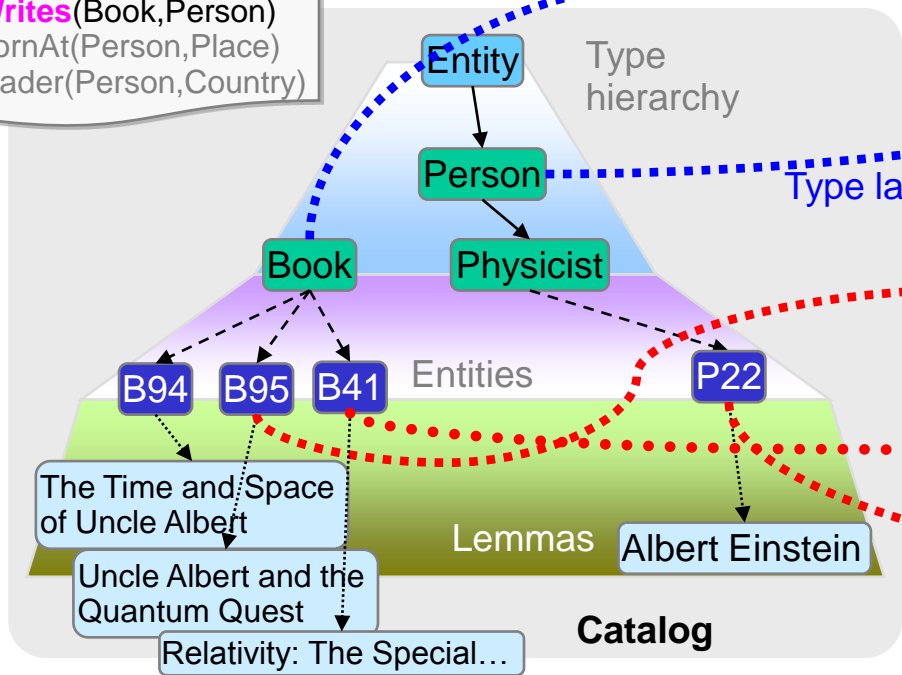 Writes(Book,Person)
ornAt(Person,Place)
ader(Person,Country)
Entity
Type
hierarchy
Person
Type la
Book
Physicist
B94
B95
B41
Entities
P22
The Time and Space
of Uncle Albert
Lemmas
Albert Einstein
Uncle Albert and the
Quantum Quest
Relativity: The Special…
Catalog